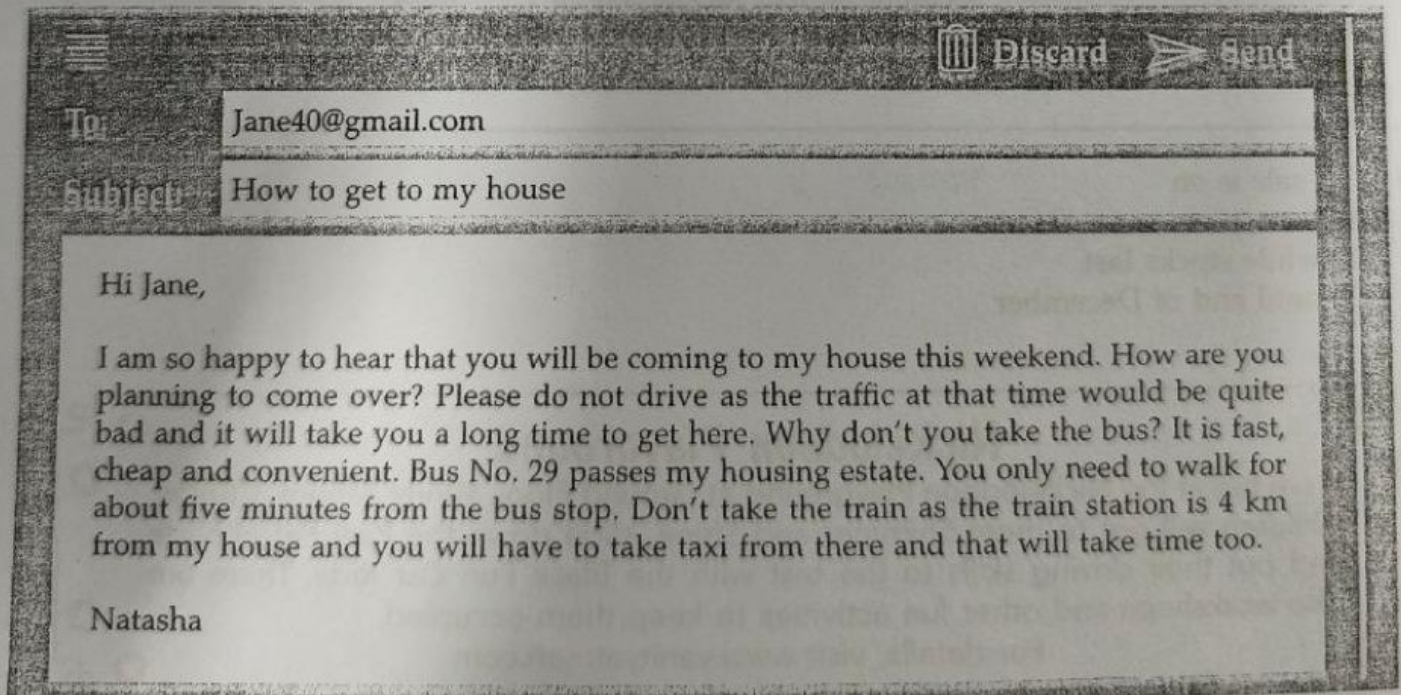 Discard Send
To: Jane40@gmail.com
Subject: How to get to my house
Hi Jane,
I am so happy to hear that you will be coming to my house this weekend. How are you
planning to come over? Please do not drive as the traffic at that time would be quite
bad and it will take you a long time to get here. Why don't you take the bus? It is fast,
cheap and convenient. Bus No. 29 passes my housing estate. You only need to walk for
about five minutes from the bus stop. Don't take the train as the train station is 4 km
from my house and you will have to take taxi from there and that will take time too.
Natasha